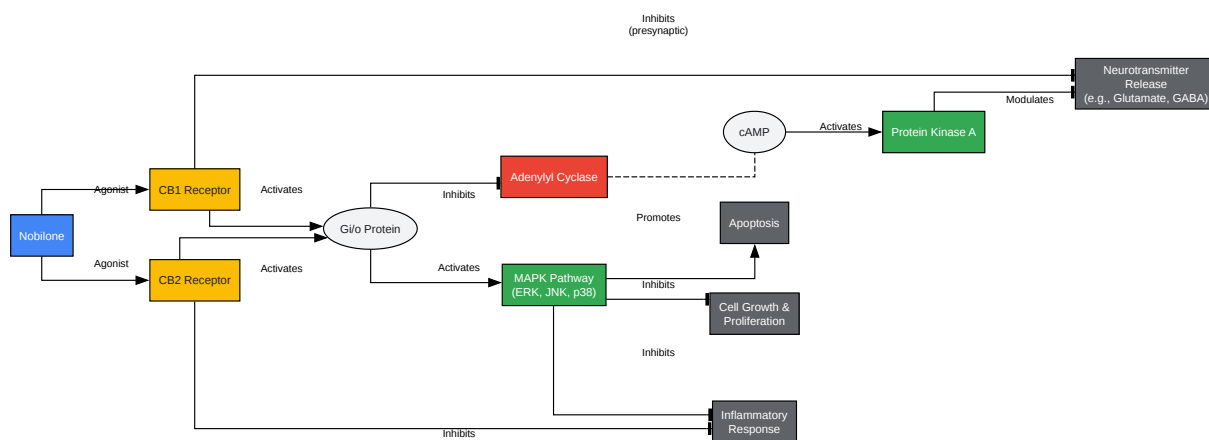 Inhibits
(presynaptic)
Neurotransmitter
Release
(e.g., Glutamate, GABA)
Modulates
cAMP
Activates
Protein Kinase A
Adenylyl Cyclase
Inhibits
Agonist
CB1 Receptor
Activates
Promotes
Apoptosis
Nobilone
Gi/o Protein
Agonist
CB2 Receptor
Activates
Activates
MAPK Pathway
(ERK, JNK, p38)
Inhibits
Cell Growth &
Proliferation
Inhibits
Inflammatory
Response
Inhibits